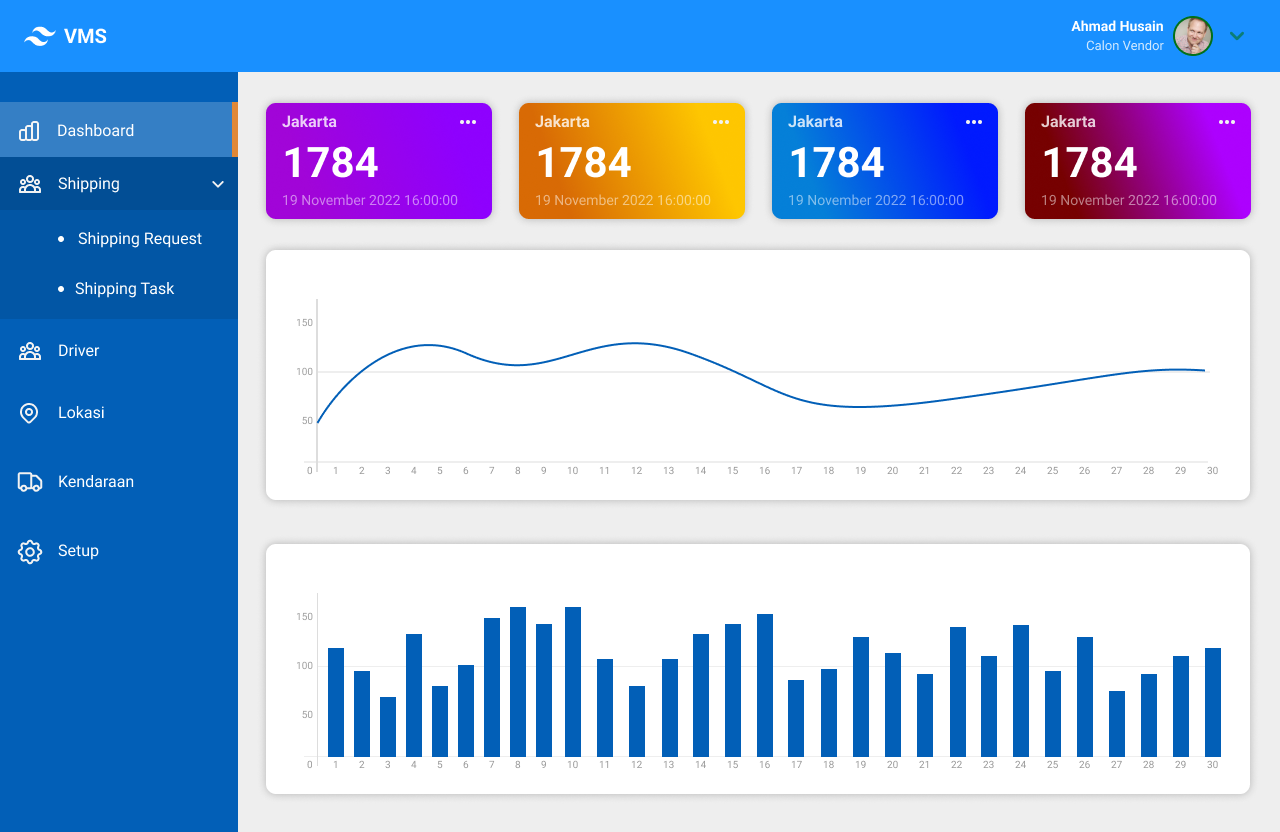 VMS
Ahmad Husain
Calon Vendor
Dashboard
Shipping
Shipping Request
Shipping Task
Driver
Lokasi
Kendaraan
Setup
Jakarta
1784
19 November 2022 16:00:00
Jakarta
1784
19 November 2022 16:00:00
Jakarta
1784
19 November 2022 16:00:00
Jakarta
1784
19 November 2022 16:00:00
150
100
50
0 1 2 3 4 5 6 7 8 9 10 11 12 13 14 15 16 17 18 19 20 21 22 23 24 25 26 27 28 29 30
150
100
50
0 1 2 3 4 5 6 7 8 9 10 11 12 13 14 15 16 17 18 19 20 21 22 23 24 25 26 27 28 29 30